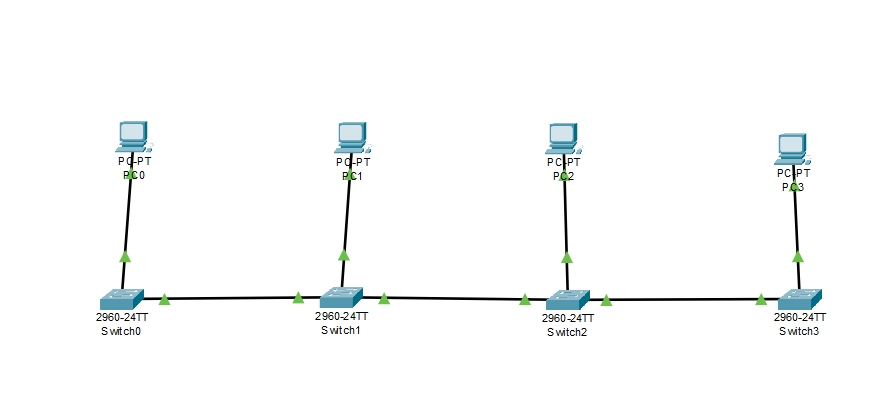 PC-PT
PC0
PC-PT
PC1
PC-PT
PC2
PC-PT
PC3
2960-24TT
Switch0
2960-24TT
Switch1
2960-24TT
Switch2
2960-24TT
Switch3